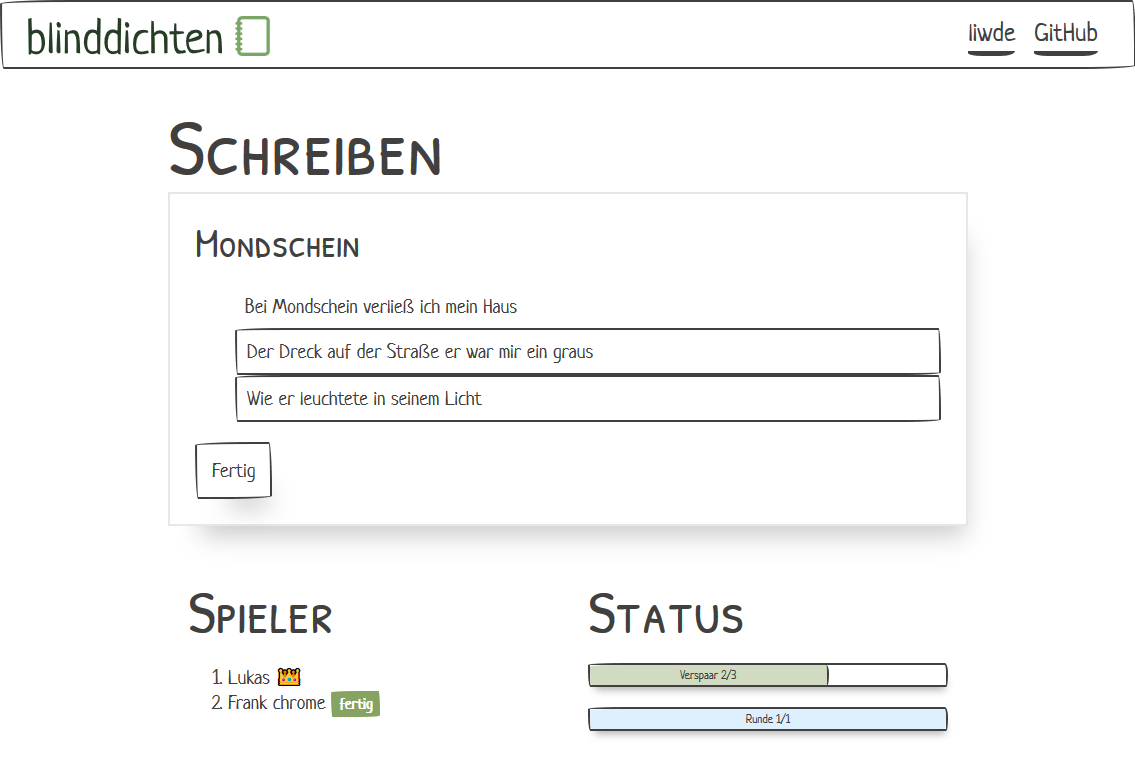 blinddichten
liwde GitHub
Schreiben
Mondschein
Bei Mondschein verließ ich mein Haus
Der Dreck auf der Straße er war mir ein graus
Wie er leuchtete in seinem Licht
Fertig
Spieler
1. Lukas
2. Frank chrome fertig
Status
Verspaar 2/3
Runde 1/1